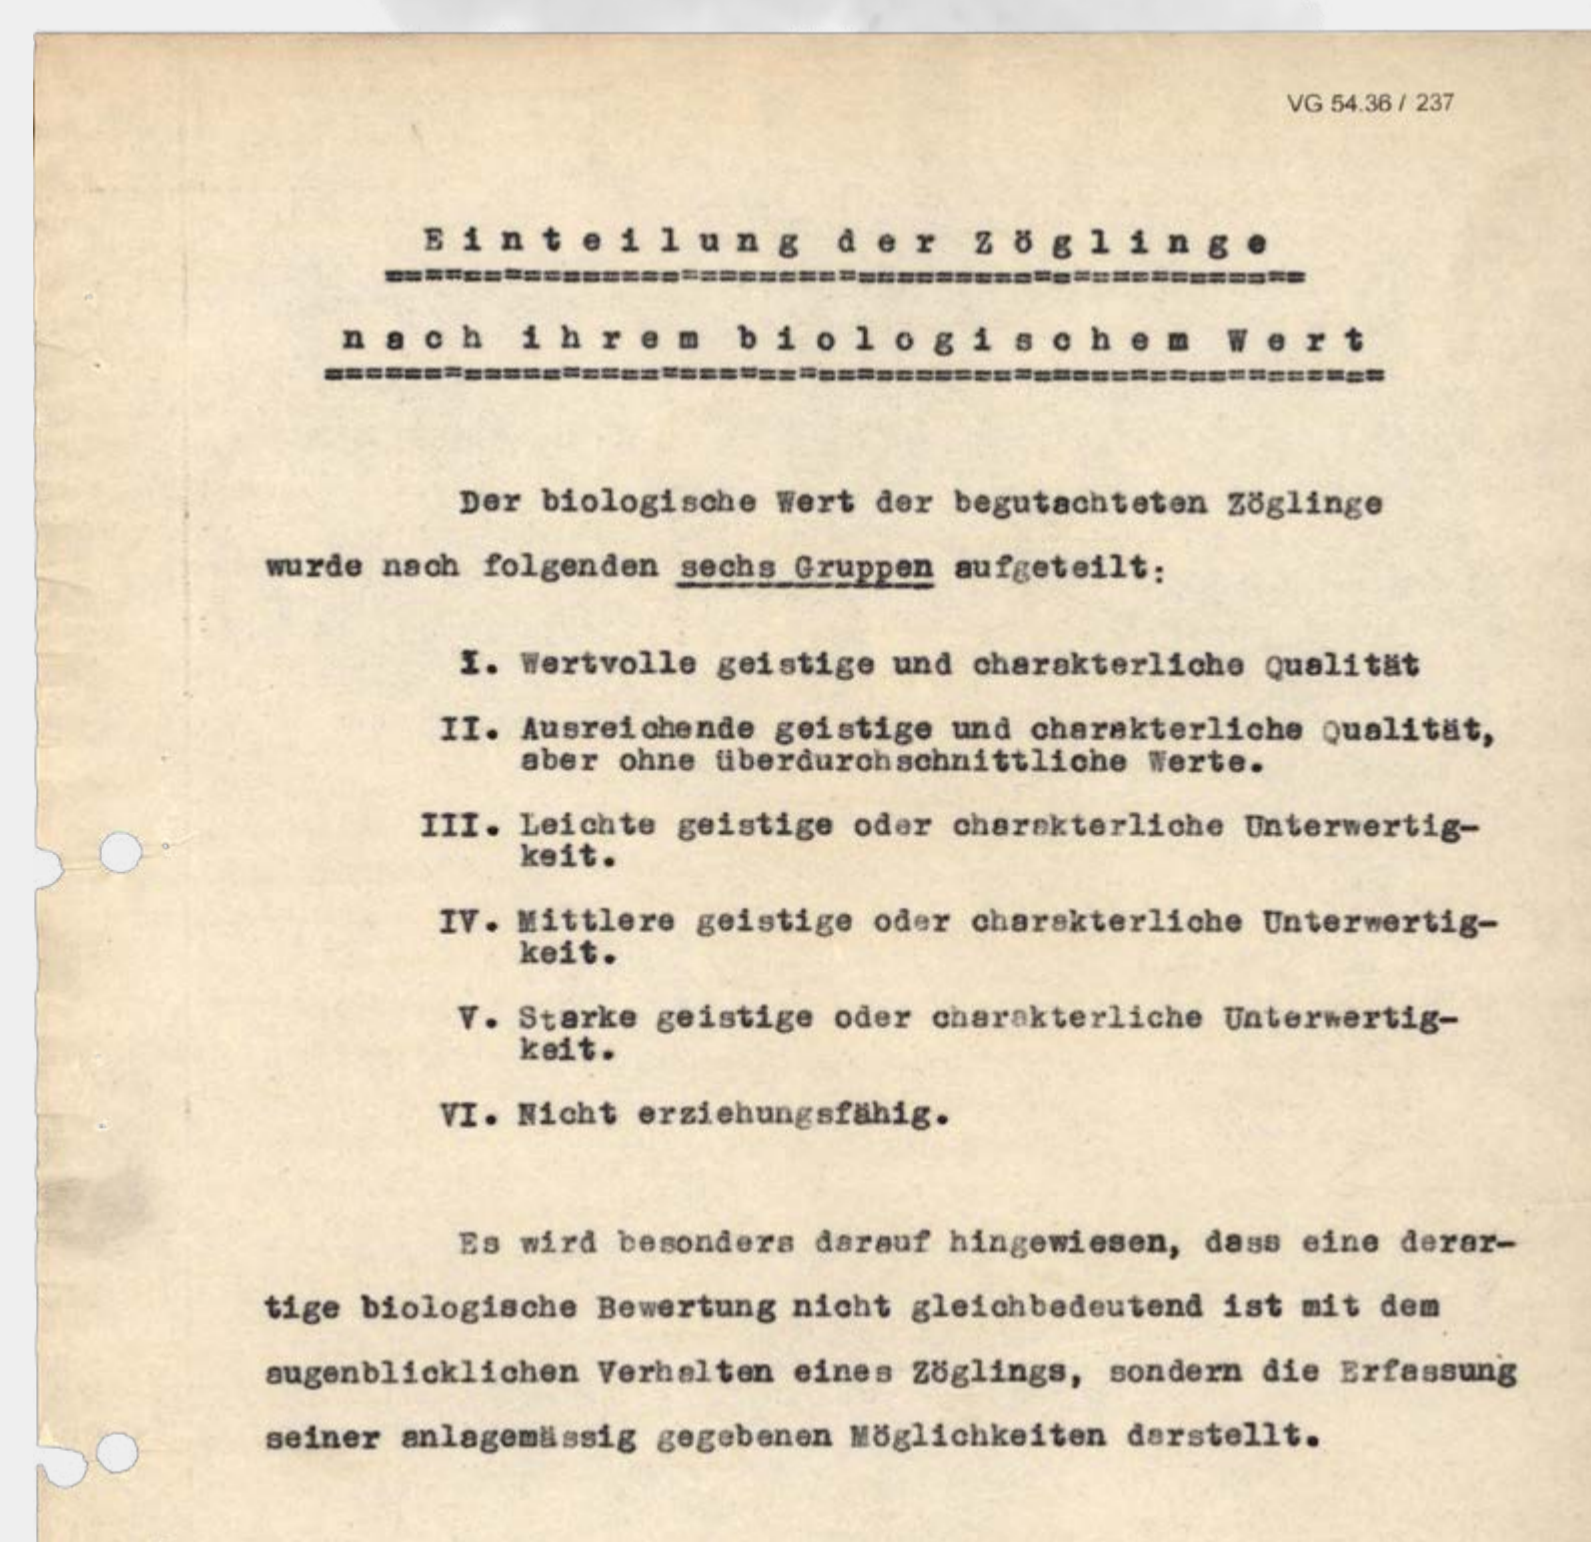 VG 54.36 / 237
Einteilung der Zöglinge
nach ihrem biologischem Wert
Der biologische Wert der begutachteten Zöglinge
wurde nach folgenden sechs Gruppen aufgeteilt:
I. Wertvolle geistige und charakterliche Qualität
II. Ausreichende geistige und charakterliche Qualität,
aber ohne überdurchschnittliche Werte.
III. Leichte geistige oder charakterliche Unterwertig-
keit.
IV. Mittlere geistige oder charakterliche Unterwertig-
keit.
V. Starke geistige oder charakterliche Unterwertig-
keit.
VI. Nicht erziehungsfähig.
Es wird besonders darauf hingewiesen, dass eine derar-
tige biologische Bewertung nicht gleichbedeutend ist mit dem
augenblicklichen Verhalten eines Zöglings, sondern die Erfassung
seiner anlagemässig gegebenen Möglichkeiten darstellt.